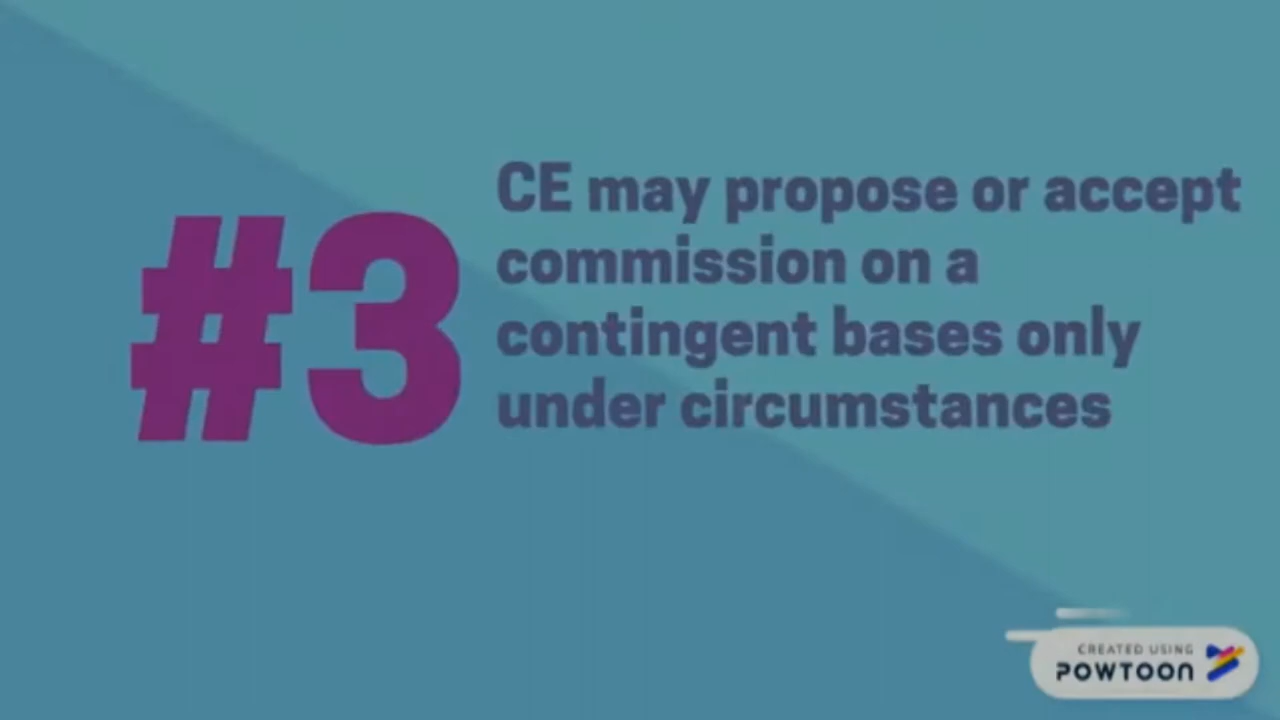 #3
CE may propose or accept
commission on a
contingent bases only
under circumstances
CREATED USING
POWTOON